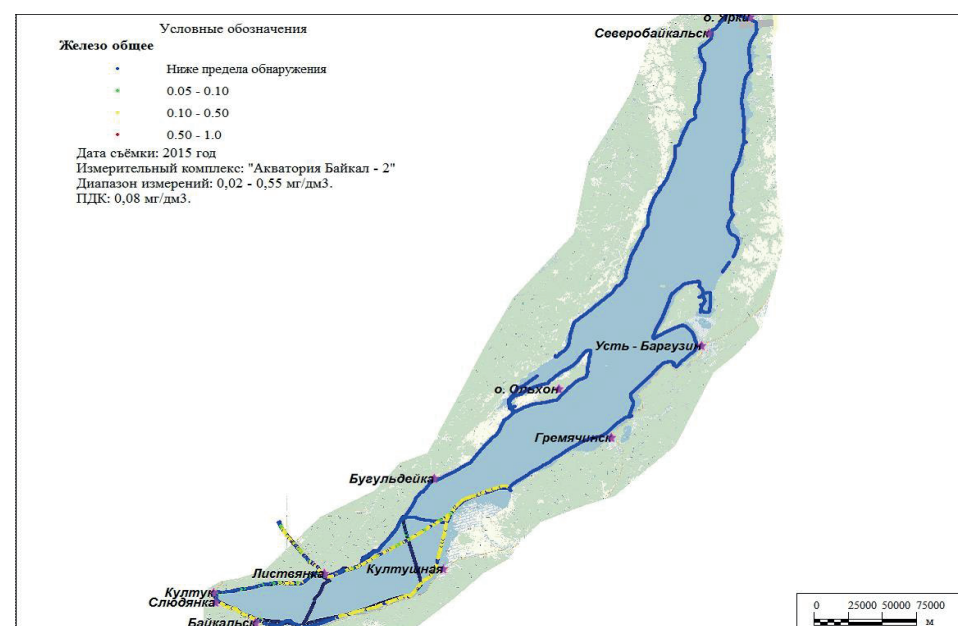 Условные обозначения
Железо общее
Ниже предела обнаружения
0.05 - 0.10
0.10 - 0.50
0.50 - 1.0
Дата съёмки: 2015 год
Измерительный комплекс: "Акватория Байкал - 2"
Диапазон измерений: 0,02 - 0,55 мг/дм3.
ПДК: 0,08 мг/дм3.
о. Ярки
Северобайкальск
Усть - Баргузин
о. Ольхон
Гремячинск
Бугульдейка
Листвянка
Култушная
Култук
Слюдянка
Байкальск
0 25000 50000 75000
м